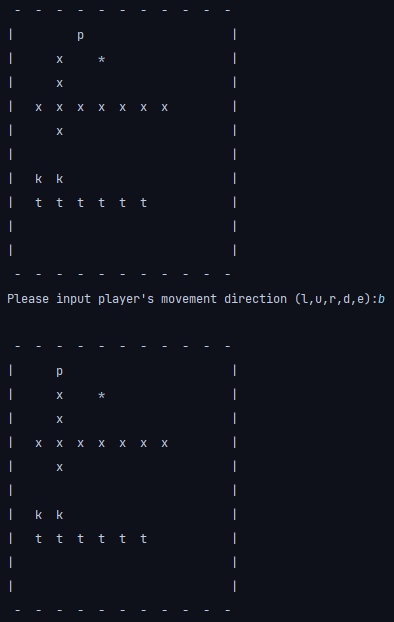 - - - - - - - - - - -
|      p              |
|    x   *            |
|    x                |
|  x x x x x x x      |
|    x                |
|                     |
|  k k                |
|  t t t t t t        |
|                     |
|                     |
- - - - - - - - - - -
Please input player's movement direction (l,u,r,d,e):b
- - - - - - - - - - -
|    p                |
|    x   *            |
|    x                |
|  x x x x x x x      |
|    x                |
|                     |
|  k k                |
|  t t t t t t        |
|                     |
|                     |
- - - - - - - - - - -